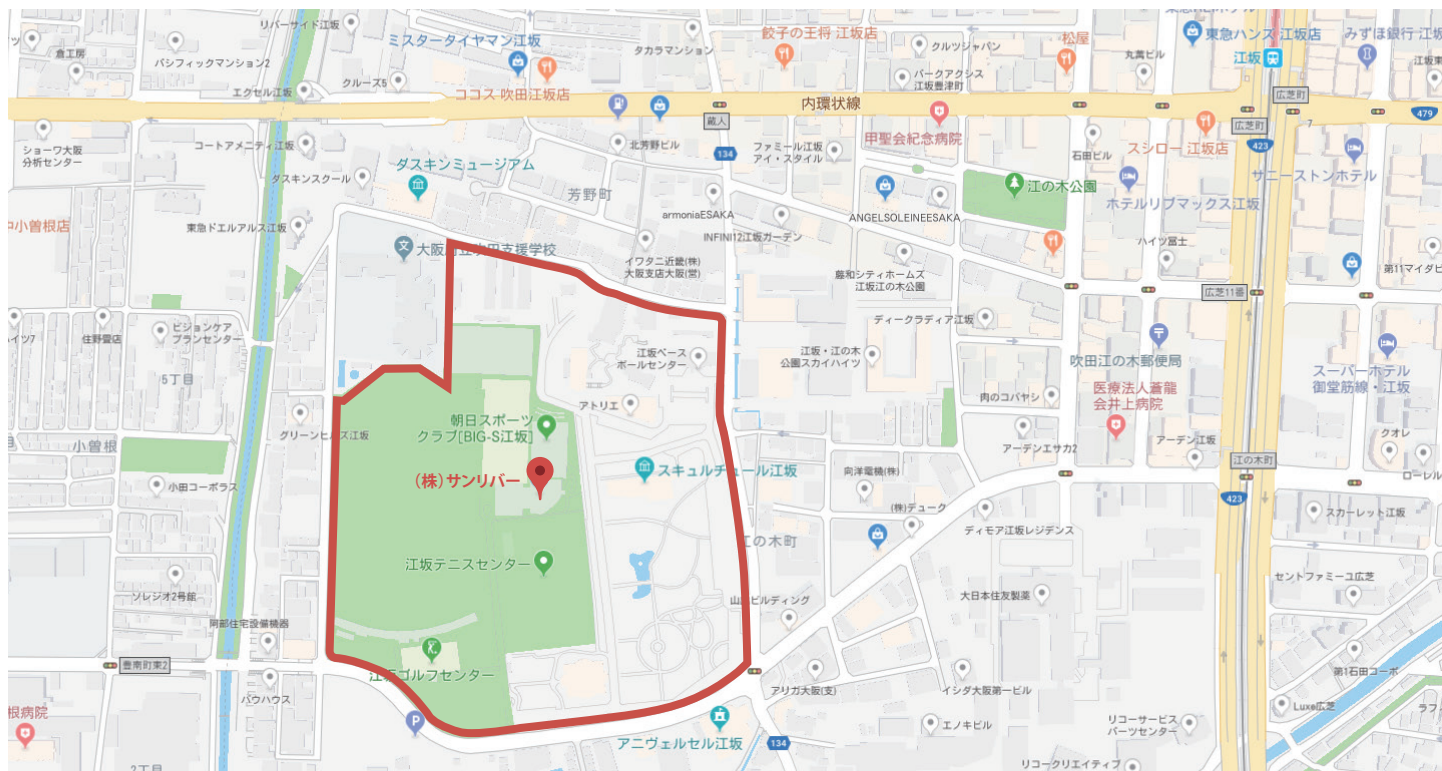 リバーサイド江坂
倉工房
パシフィックマンション2
エクセル江坂
クルーズ5
ミスタータイヤマン江坂
ココス 吹田江坂店
タカラマンション
餃子の王将 江坂店
クルツジャパン
パークアクシス
江坂豊津町
松屋
丸萬ビル
東急ハンズ 江坂店
みずほ銀行 江坂
江坂
江坂東
内環状線
蔵人
広芝町
広芝町
7
479
423
134
ショーワ大阪
分析センター
コートアメニティ江坂
ダスキンスクール
ダスキンミュージアム
北芳野ビル
芳野町
ファミール江坂
アイ・スタイル
甲聖会紀念病院
石田ビル
スシロー 江坂店
サニーストンホテル
江の木公園
ホテルリブマックス江坂
armoniaESAKA
ANGELSOLEINEESAKA
INFINI12江坂ガーデン
中小曽根店
東急ドエルアルス江坂
イワタニ近畿(株)
大阪支店大阪(営)
藤和シティホームズ
江坂江の木公園
ハイツ冨士
第11マイダビ
広芝11番
ハイツ7
住野畳店
ビジョンケア
プランセンター
5丁目
江坂ベース
ボールセンター
ディークラディア江坂
江坂・江の木
公園スカイハイツ
吹田江の木郵便局
スーパーホテル
御堂筋線・江坂
医療法人蒼龍
会井上病院
肉のコバヤシ
アトリエ
朝日スポーツ
クラブ[BIG-S江坂]
グリーンヒルズ江坂
小曽根
アーデンエサカ2
アーデン江坂
クオレ
ローレル
江の木町
(株)サンリバー
スキュルチュール江坂
向洋電機(株)
小田コーポラス
423
(株)デューク
ディモア江坂レジデンス
スカーレット江坂
江の木町
江坂テニスセンター
セントファミーユ広芝
ソレジオ2号館
大日本住友製薬
阿部住宅設備機器
豊南町東2
パウハウス
アリガ大阪(支)
イシダ大阪第一ビル
第1石田コーポ
根病院
P
アニヴェルセル江坂
134
エノキビル
リコーサービス
パーツセンター
Luxe広芝
ラフ
2丁目
リコークリエイティブ